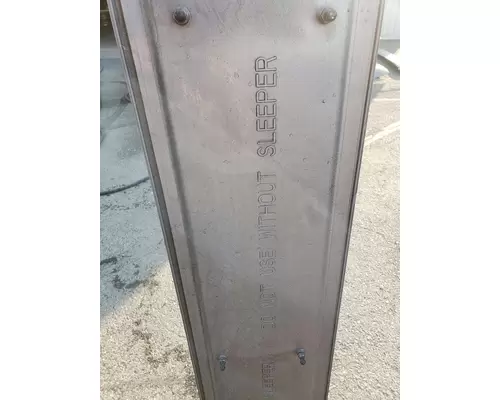 DO NOT USE WITHOUT SLEEPER